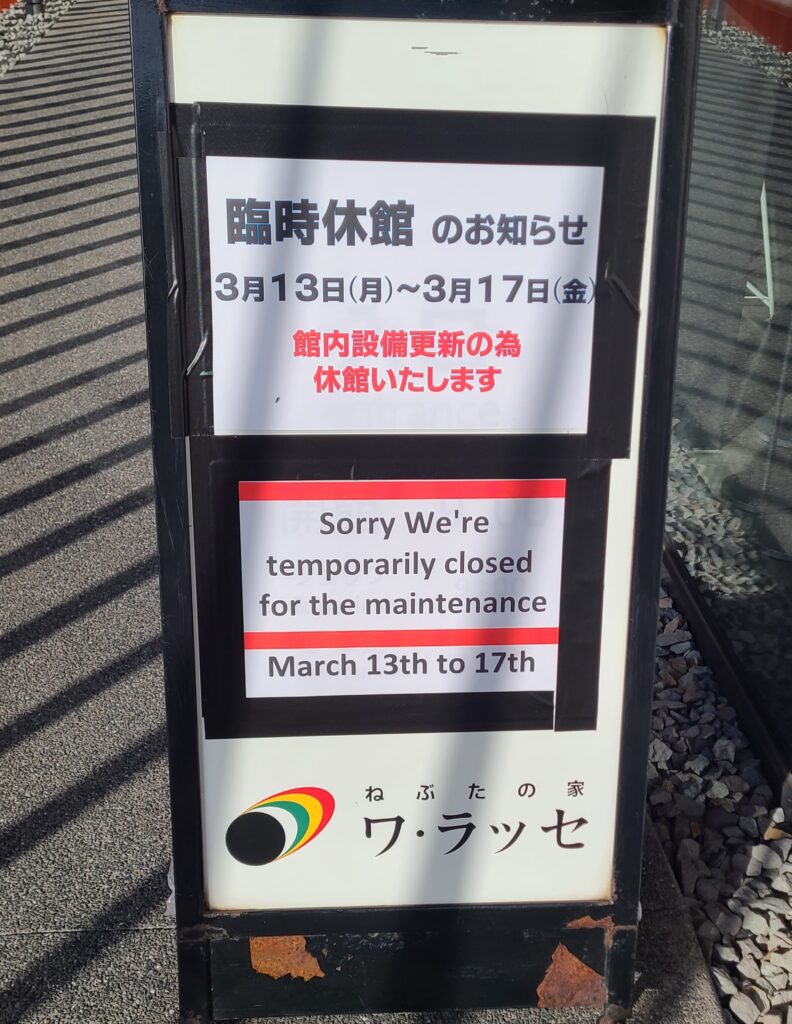 臨時休館 のお知らせ
3月13日(月)～3月17日(金)
館内設備更新の為
休館いたします
Sorry We're
temporarily closed
for the maintenance
March 13th to 17th
ねぶたの家
ワ・ラッセ